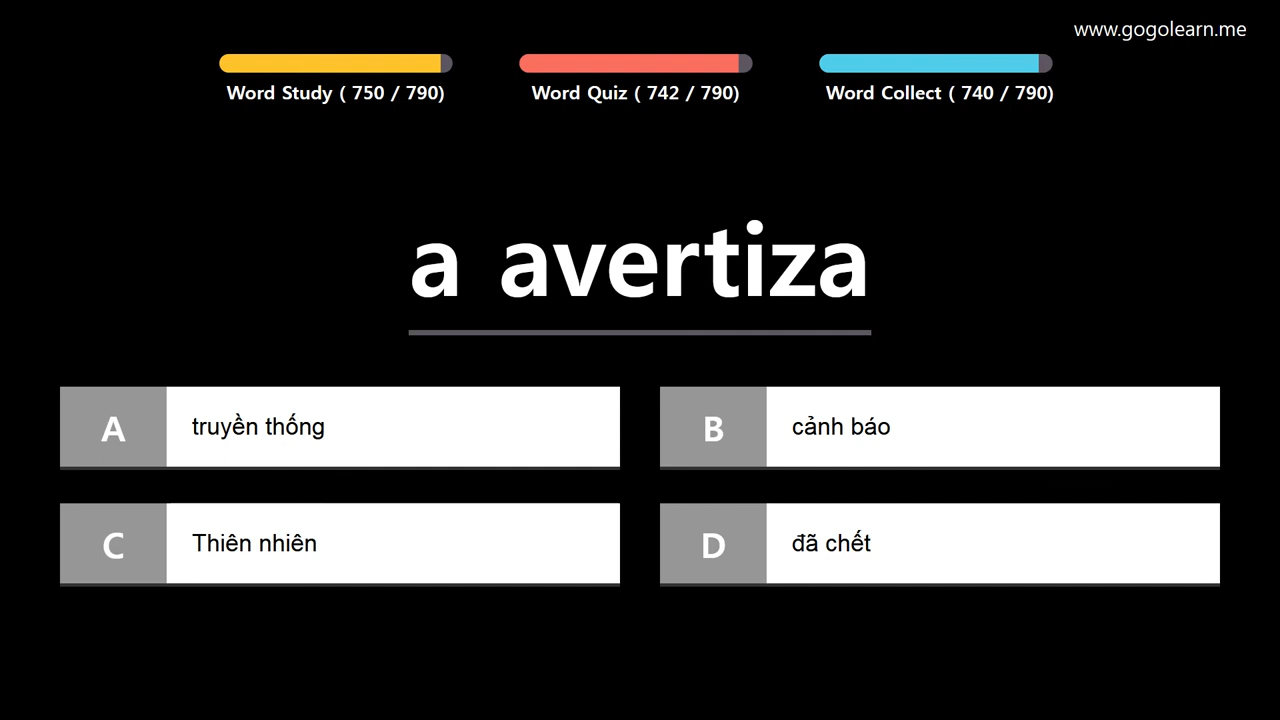 www.gogolearn.me
Word Study ( 750 / 790)
Word Quiz ( 742 / 790)
Word Collect ( 740 / 790)
a avertiza
A
truyền thống
B
cảnh báo
C
Thiên nhiên
D
đã chết